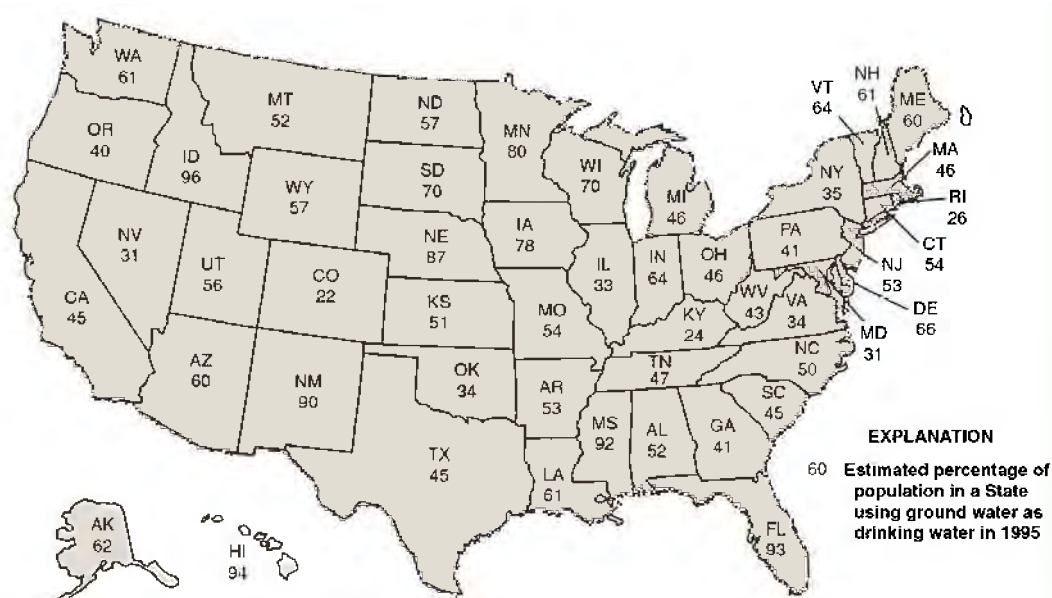 WA
61
OR
40
CA
45
NV
31
ID
96
MT
52
WY
57
UT
56
AZ
60
CO
22
NM
90
ND
57
SD
70
NE
87
KS
51
OK
34
TX
45
MN
80
IA
78
MO
54
AR
53
LA
61
WI
70
IL
33
MS
92
MI
46
IN
64
OH
46
KY
24
TN
47
AL
52
GA
41
FL
93
SC
45
NC
50
VA
34
WV
43
PA
41
NY
35
VT
64
NH
61
ME
60
MA
46
RI
26
CT
54
NJ
53
DE
66
MD
31
AK
62
HI
94
EXPLANATION
60 Estimated percentage of
population in a State
using ground water as
drinking water in 1995